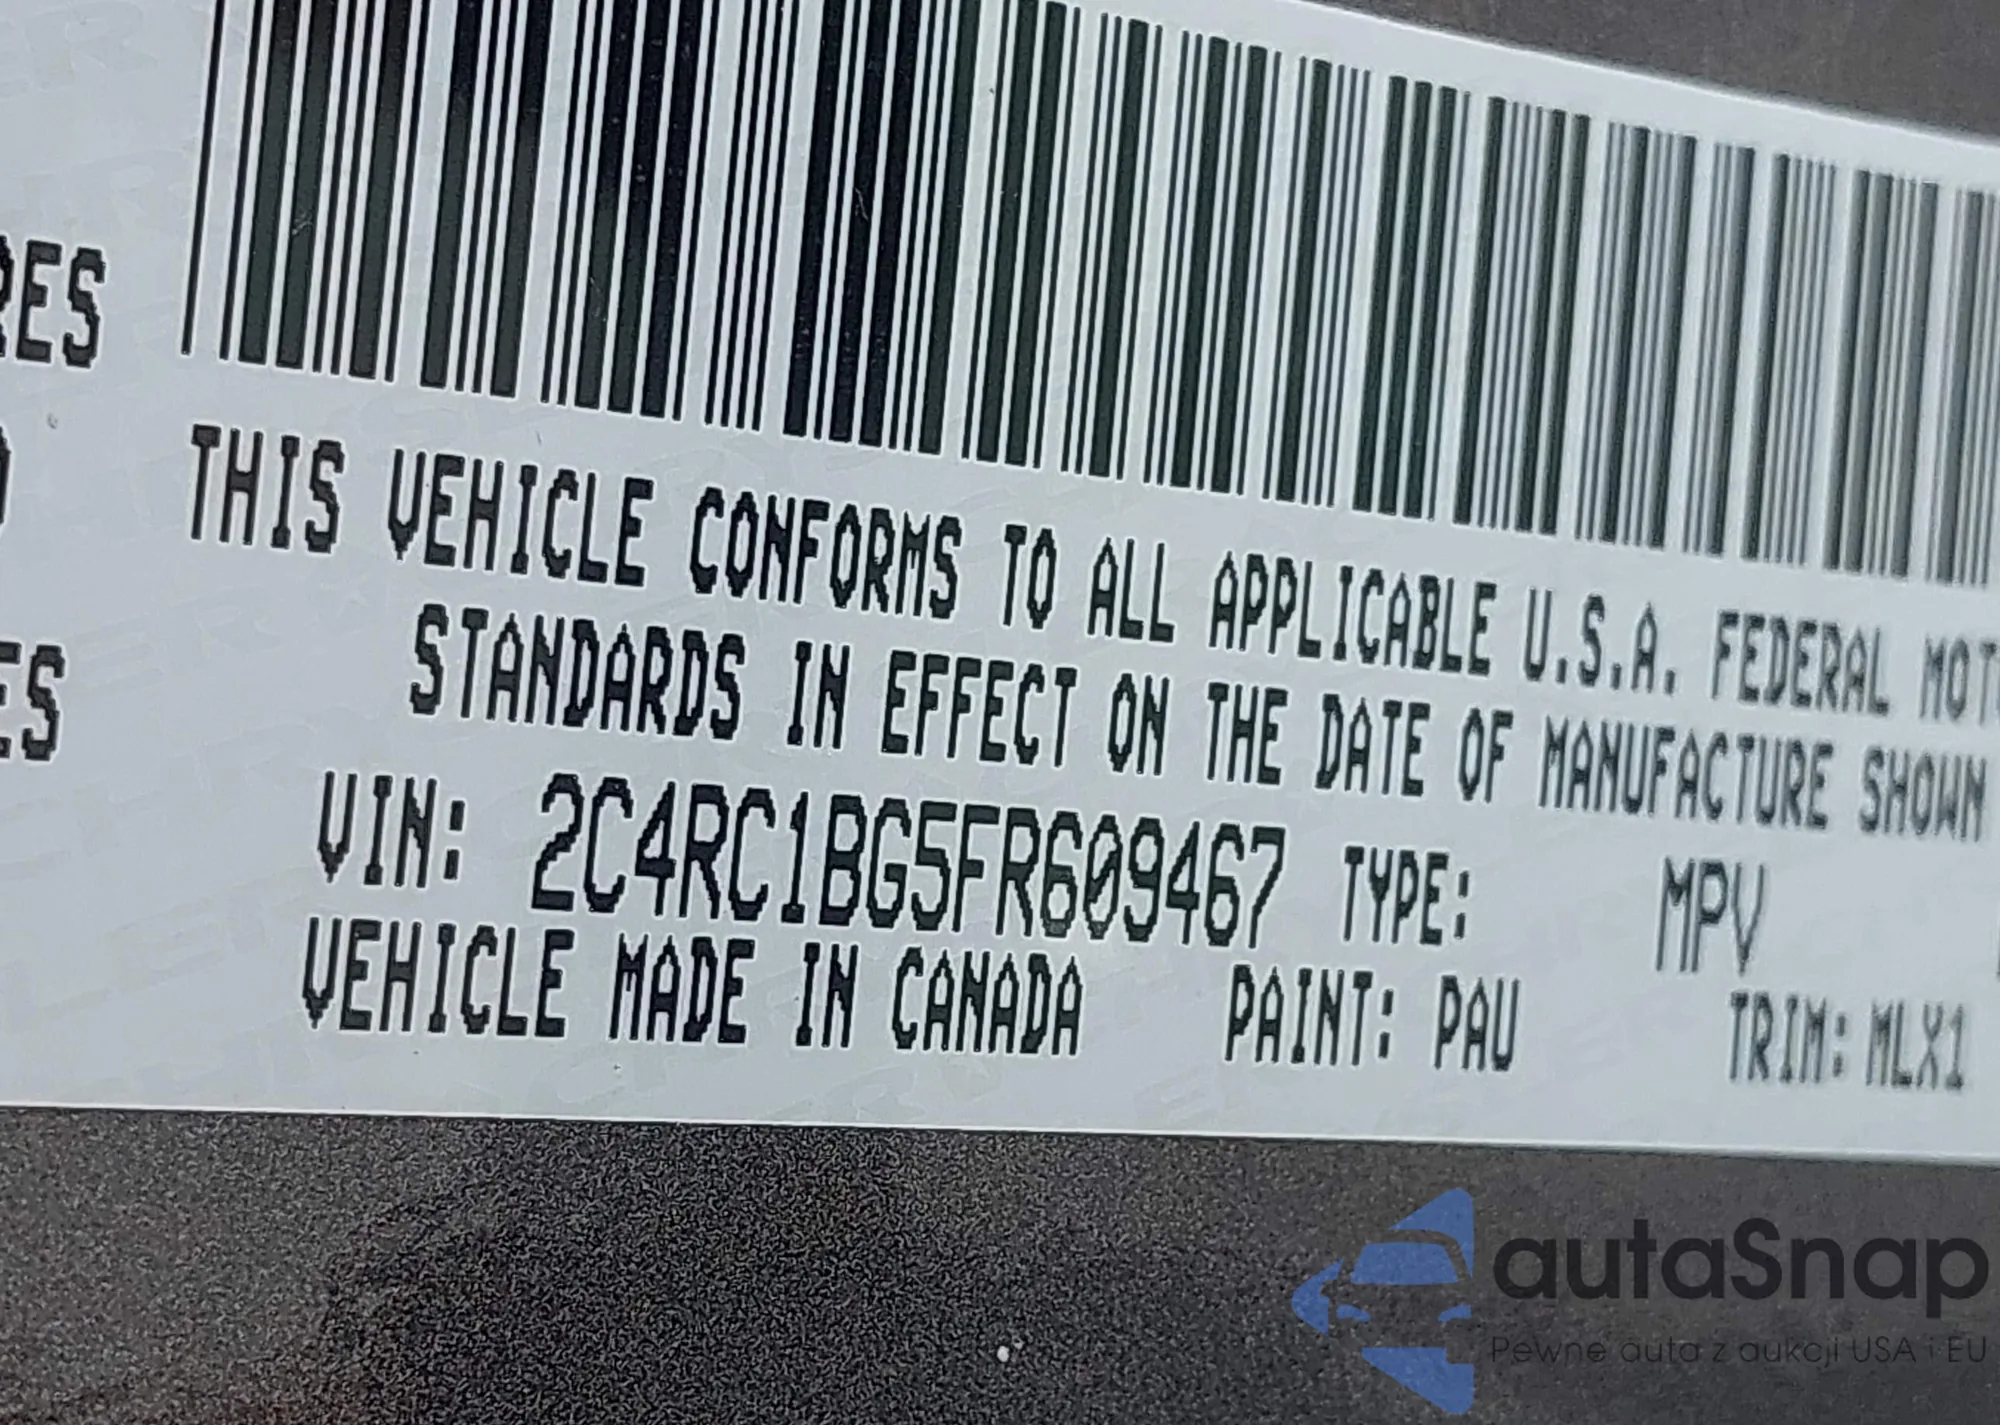 RES
THIS VEHICLE CONFORMS TO ALL APPLICABLE U.S.A. FEDERAL MOT
STANDARDS IN EFFECT ON THE DATE OF MANUFACTURE SHOWN
ES
VIN: 2C4RC1BG5FR609467 TYPE: MPV
VEHICLE MADE IN CANADA PAINT: PAU TRIM: MLX1
autaSnap
Pewne auta z aukcji USA i EU